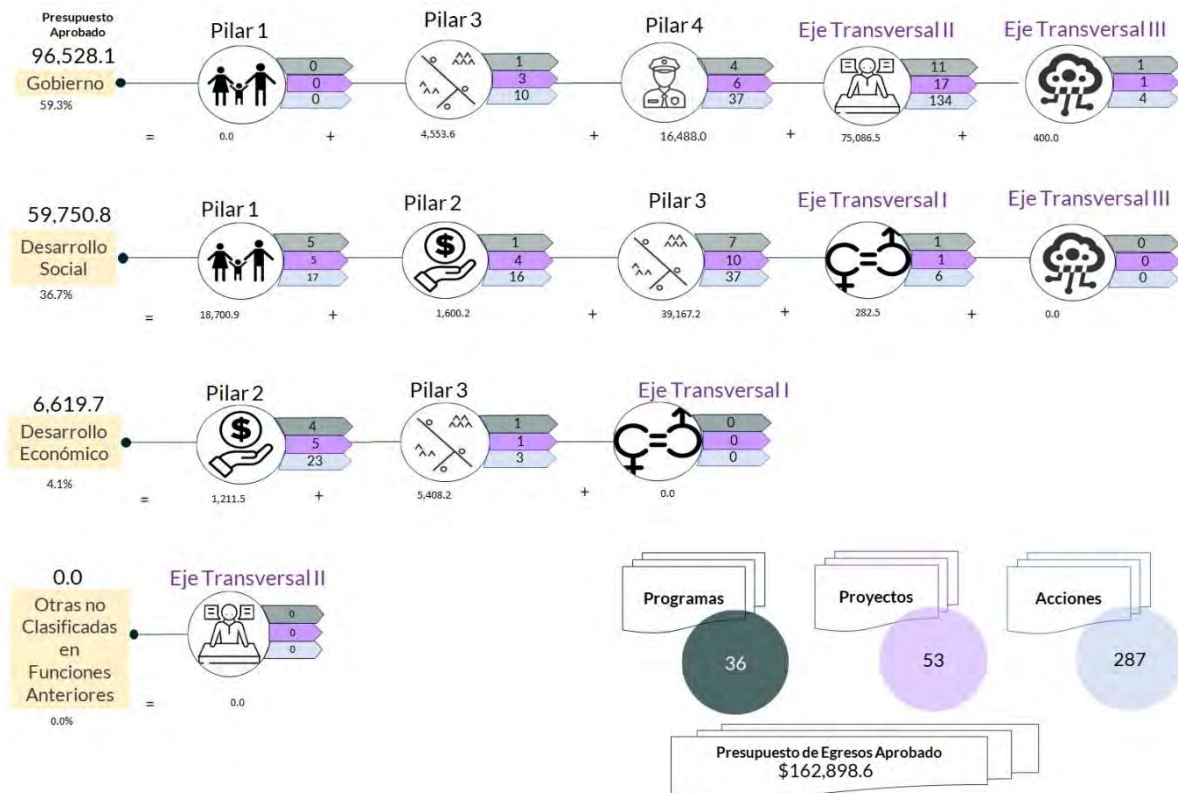 Presupuesto
Aprobado
96,528.1
Gobierno
59.3%
=
Pilar 1
0
0
0
0.0
+
Pilar 3
1
3
10
4,553.6
+
Pilar 4
4
6
37
16,488.0
+
Eje Transversal II
11
17
134
75,086.5
+
Eje Transversal III
1
1
4
400.0
59,750.8
Desarrollo
Social
36.7%
=
Pilar 1
5
5
17
18,700.9
+
Pilar 2
$
1
4
16
1,600.2
+
Pilar 3
7
10
37
39,167.2
+
Eje Transversal I
1
1
6
282.5
+
Eje Transversal III
0
0
0
0.0
6,619.7
Desarrollo
Económico
4.1%
=
Pilar 2
$
4
5
23
1,211.5
+
Pilar 3
1
1
3
5,408.2
+
Eje Transversal I
0
0
0
0.0
0.0
Otras no
Clasificadas
en
Funciones
Anteriores
0.0%
=
Eje Transversal II
0
0
0
0.0
Programas
36
Proyectos
53
Acciones
287
Presupuesto de Egresos Aprobado
$162,898.6